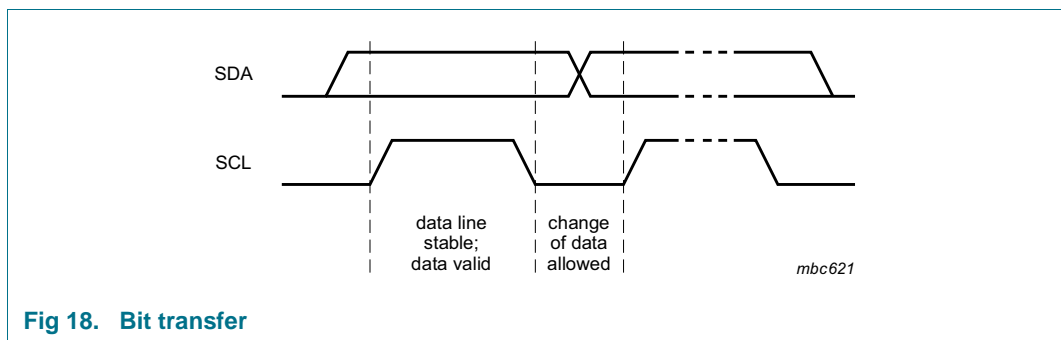 SDA
SCL
data line
stable;
data valid
change
of data
allowed
mbc621
Fig 18. Bit transfer